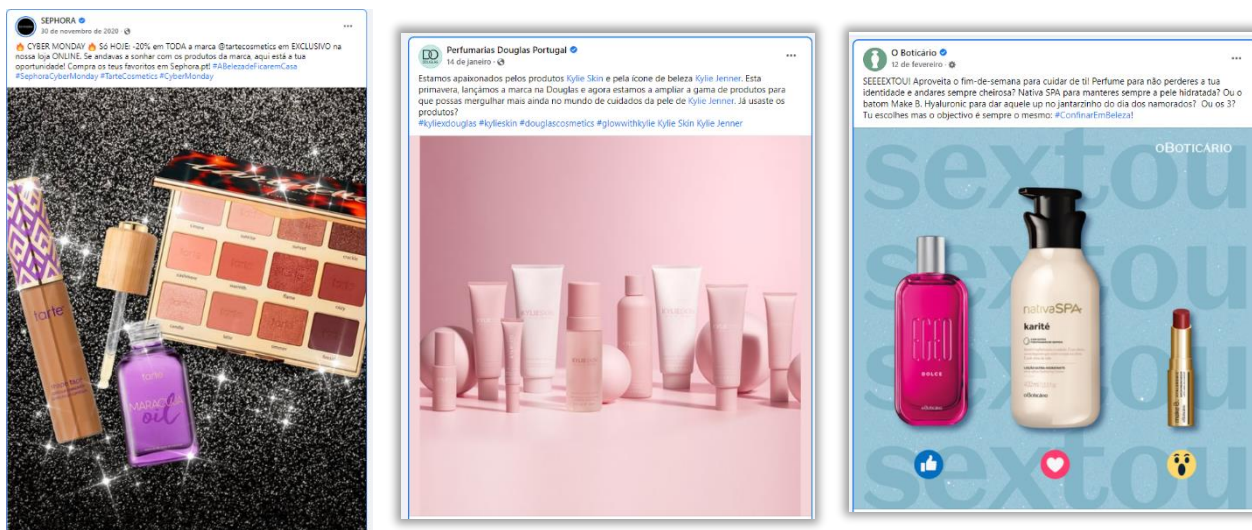 SEPHORA
30 de novembro de 2020
🔥 CYBER MONDAY 🔥 Só HOJE: -20% em TODA a marca @tartecosmetics em EXCLUSIVO na
nossa loja ONLINE. Se andavas a sonhar com os produtos da marca, aqui está a tua
oportunidade! Compra os teus favoritos em Sephora.pt! #ABelezadeFicaremCasa
#SephoraCyberMonday #TarteCosmetics #CyberMonday
tarte
tarte
MARACUJA
oil
Perfumarias Douglas Portugal
14 de janeiro
Estamos apaixonados pelos produtos Kylie Skin e pela ícone de beleza Kylie Jenner. Esta
primavera, lançámos a marca na Douglas e agora estamos a ampliar a gama de produtos para
que possas mergulhar mais ainda no mundo de cuidados da pele de Kylie Jenner. Já usaste os
produtos?
#kyliexdouglas #kylieskin #douglascosmetics #glowwithkylie Kylie Skin Kylie Jenner
KYLIESKIN
O Boticário
12 de fevereiro
SEEEEXTOU! Aproveita o fim-de-semana para cuidar de ti! Perfume para não perderes a tua
identidade e andares sempre cheirosa? Nativa SPA para manteres sempre a pele hidratada? Ou o
batom Make B. Hyaluronic para dar aquele up no jantarzinho do dia dos namorados? Ou os 3?
Tu escolhes mas o objectivo é sempre o mesmo: #ConfinarEmBeleza!
OBOTICÁRIO
sextou
sextou
sextou
sextou
EGEO
DOLCE
oBoticário
nativaSPA
karité
oBoticário